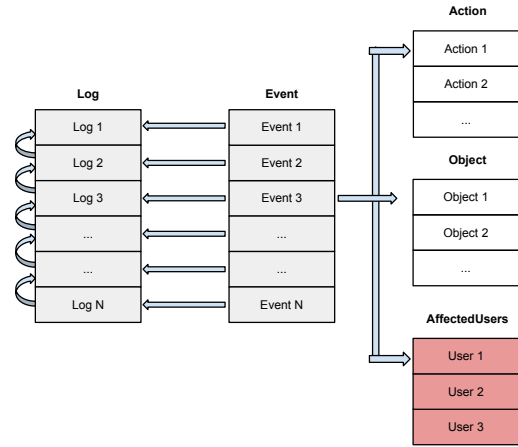 Log
Log 1
Log 2
Log 3
...
...
Log N
Event
Event 1
Event 2
Event 3
...
...
Event N
Action
Action 1
Action 2
...
Object
Object 1
Object 2
...
AffectedUsers
User 1
User 2
User 3